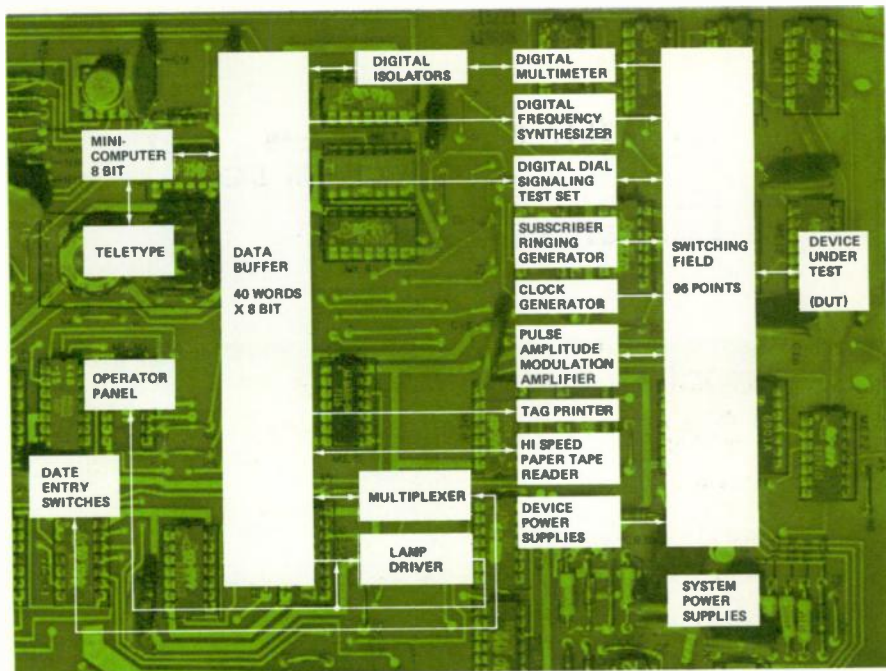 MINI-
COMPUTER
8 BIT
TELETYPE
OPERATOR
PANEL
DATE
ENTRY
SWITCHES
DATA
BUFFER
40 WORDS
X 8 BIT
DIGITAL
ISOLATORS
MULTIPLEXER
LAMP
DRIVER
DIGITAL
MULTIMETER
DIGITAL
FREQUENCY
SYNTHESIZER
DIGITAL DIAL
SIGNALING
TEST SET
SUBSCRIBER
RINGING
GENERATOR
CLOCK
GENERATOR
PULSE
AMPLITUDE
MODULATION
AMPLIFIER
TAG PRINTER
HI SPEED
PAPER TAPE
READER
DEVICE
POWER
SUPPLIES
SWITCHING
FIELD
96 POINTS
SYSTEM
POWER
SUPPLIES
DEVICE
UNDER
TEST
(DUT)